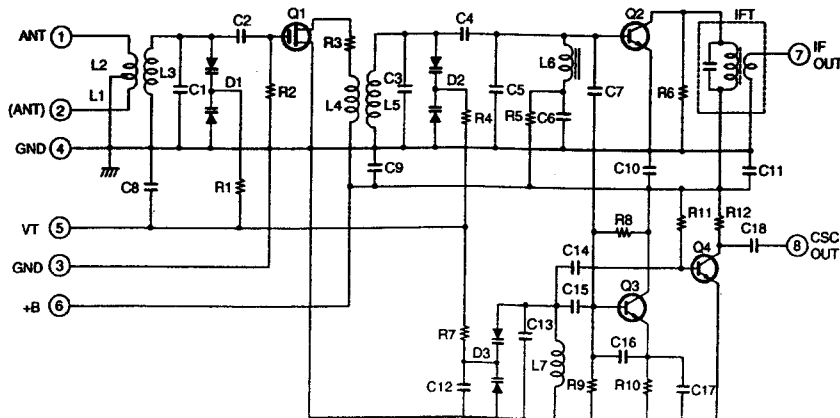 Q1 C4 Q2
C2 R3 IFT
ANT 1 L2 L3 C1 D1 C3 D2 L6 7 IF OUT
R2 L4 L5 C5 C7 R6
(ANT) 2 L1 R4 R5 C6
GND 4
C8 R1 C9 C10 C11
VT 5 R8 R11 R12 C18
C14 Q4 8 CSC OUT
GND 3
+B 6 C15 Q3
R7 D3 C13 L7 C16
C12 R9 R10 C17